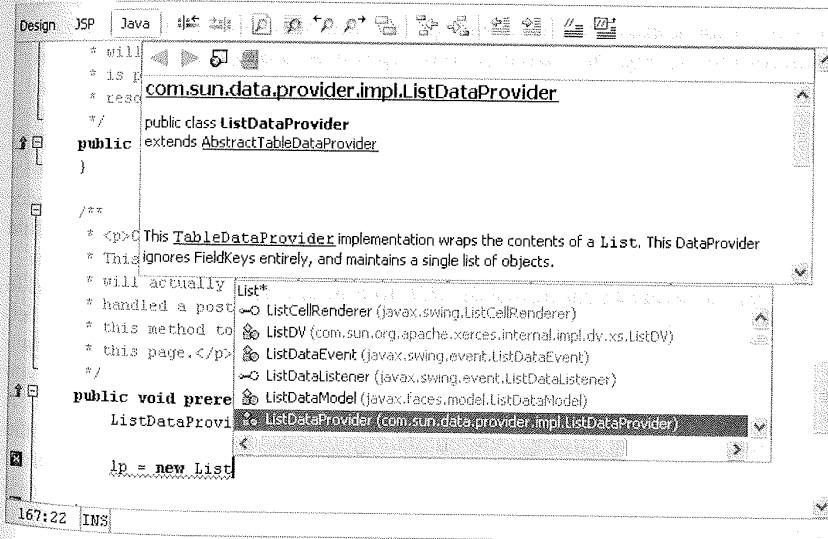 Design JSP Java
* will
* is p
* reso
*/
public
}
/**
* <p>C
* This
* will actually
* handled a post
* this method to
* this page.</p>
*/
public void prere
ListDataProvi
lp = new List
com.sun.data.provider.impl.ListDataProvider
public class ListDataProvider
extends AbstractTableDataProvider
This TableDataProvider implementation wraps the contents of a List. This DataProvider
ignores FieldKeys entirely, and maintains a single list of objects.
List*
ListCellRenderer (javax.swing.ListCellRenderer)
ListDV (com.sun.org.apache.xerces.internal.impl.dv.xs.ListDV)
ListDataEvent (javax.swing.event.ListDataEvent)
ListDataListener (javax.swing.event.ListDataListener)
ListDataModel (javax.faces.model.ListDataModel)
ListDataProvider (com.sun.data.provider.impl.ListDataProvider)
167:22 INS